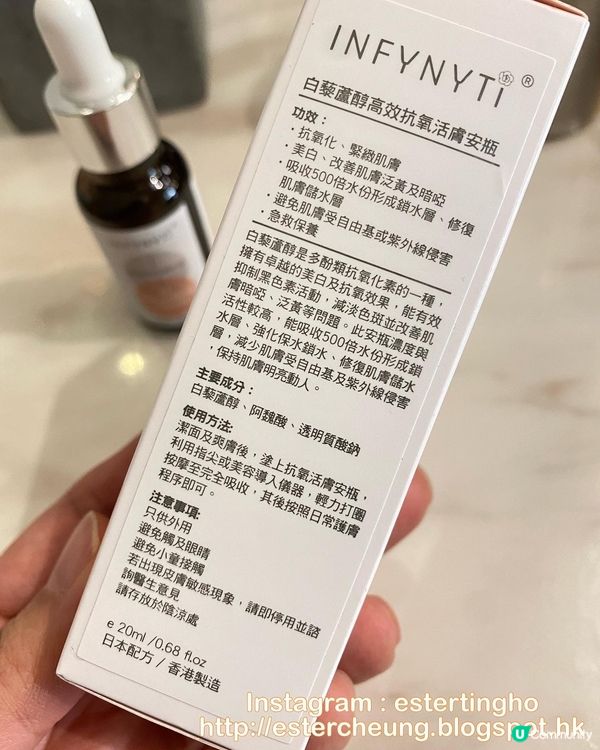 INFYNYTi®
白藜蘆醇高效抗氧活膚安瓶
功效：
・抗氧化、緊緻肌膚
・美白、改善肌膚泛黃及暗啞
・吸收500倍水份形成鎖水層、修復
肌膚儲水層
・避免肌膚受自由基或紫外線侵害
・急救保養
白藜蘆醇是多酚類抗氧化素的一種，
擁有卓越的美白及抗氧效果，能有效
抑制黑色素活動，減淡色斑並改善肌
膚暗啞、泛黃等問題。此安瓶濃度與
活性較高，能吸收500倍水份形成鎖
水層、強化保水鎖水、修復肌膚儲水
層，減少肌膚受自由基及紫外線侵害
，保持肌膚明亮動人。
主要成分：
白藜蘆醇、阿魏酸、透明質酸鈉
使用方法:
潔面及爽膚後，塗上抗氧活膚安瓶，
利用指尖或美容導入儀器，輕力打圈
按摩至完全吸收，其後按照日常護膚
程序即可。
注意事項:
只供外用
避免觸及眼睛
避免小童接觸
若出現皮膚敏感現象，請即停用並諮
詢醫生意見
請存放於陰涼處
e 20ml /0.68 fl.oz
日本配方 / 香港製造
Instagram : estertingho
http://estercheung.blogspot.hk
U Community